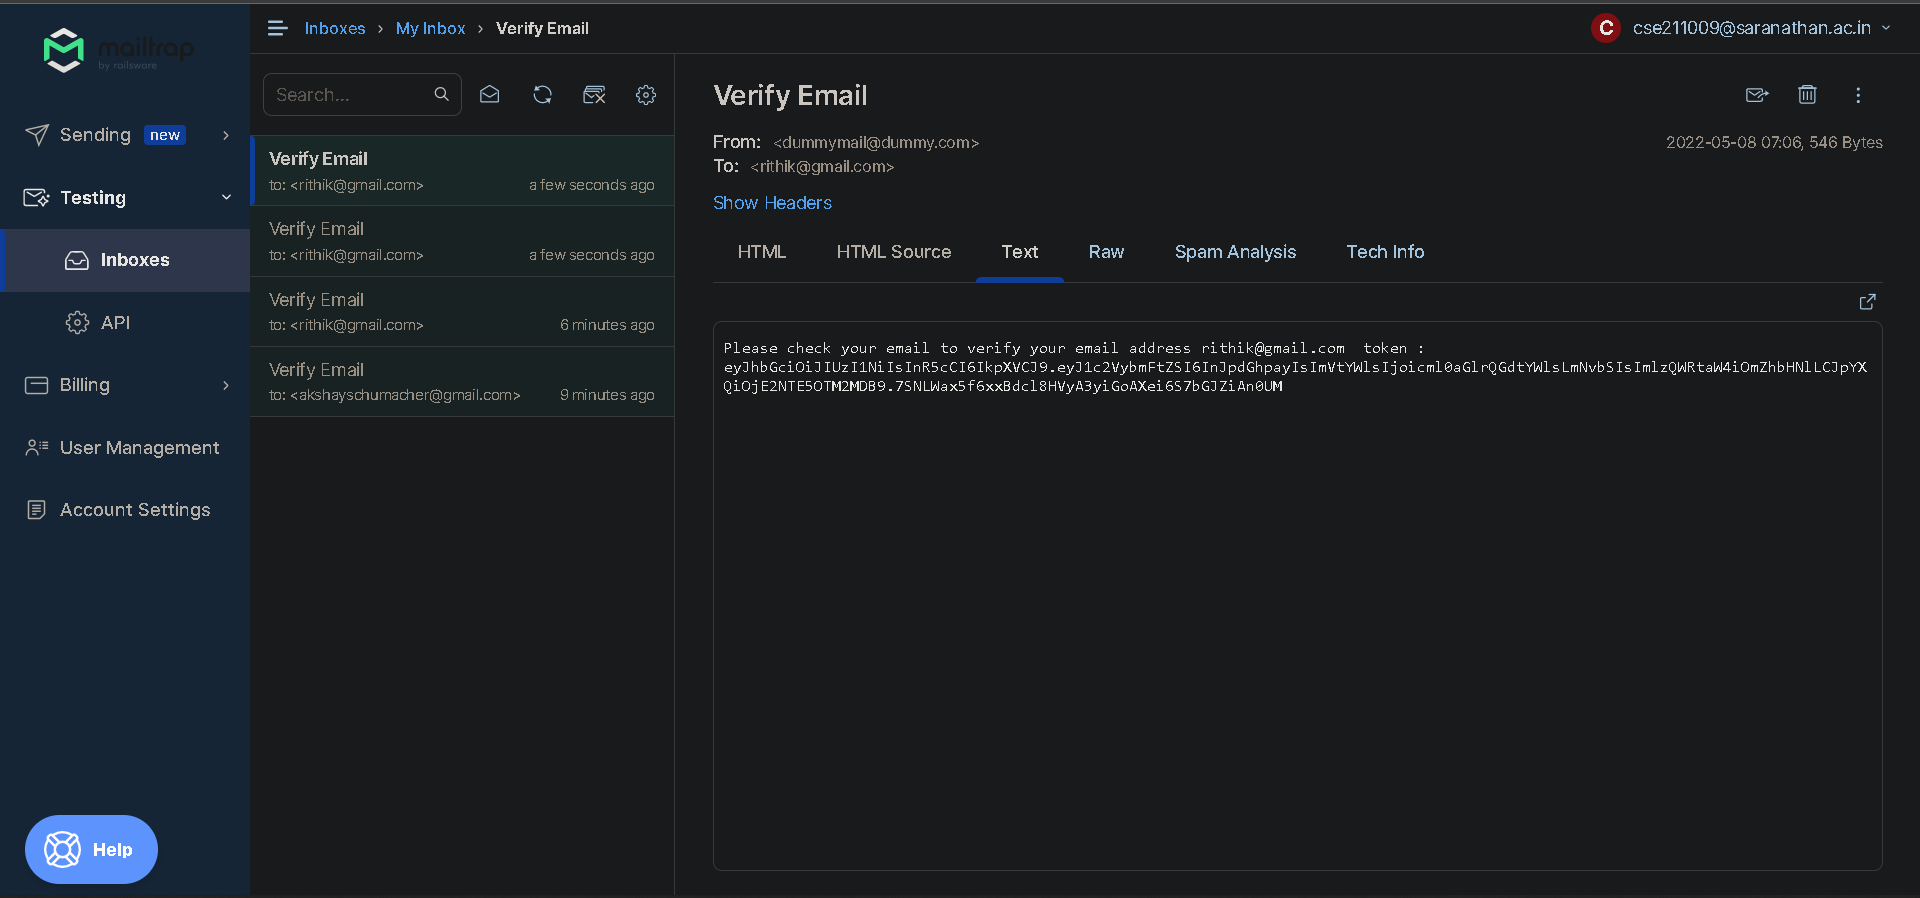 mailtrap
by railsware
Sending new
Testing
Inboxes
API
Billing
User Management
Account Settings
Help
Inboxes › My Inbox › Verify Email
C cse211009@saranathan.ac.in
Search...
Verify Email
to: <rithik@gmail.com> a few seconds ago
Verify Email
to: <rithik@gmail.com> a few seconds ago
Verify Email
to: <rithik@gmail.com> 6 minutes ago
Verify Email
to: <akshayschumacher@gmail.com> 9 minutes ago
Verify Email
From: <dummymail@dummy.com> 2022-05-08 07:06, 546 Bytes
To: <rithik@gmail.com>
Show Headers
HTML HTML Source Text Raw Spam Analysis Tech Info
Please check your email to verify your email address rithik@gmail.com token :
eyJhbGciOiJIUzI1NiIsInR5cCI6IkpXVCJ9.eyJ1c2VybmFtZSI6InJpdGhpayIsImVtYWlsIjoicml0aGlrQGdtYWlsLmNvbSIsImlzQWRtaW4iOmZhbHNlLCJpYX
QiOjE2NTE5OTM2MDB9.7SNLWax5f6xxBdcl8HVyA3yiGoAXei6S7bGJZiAn0UM